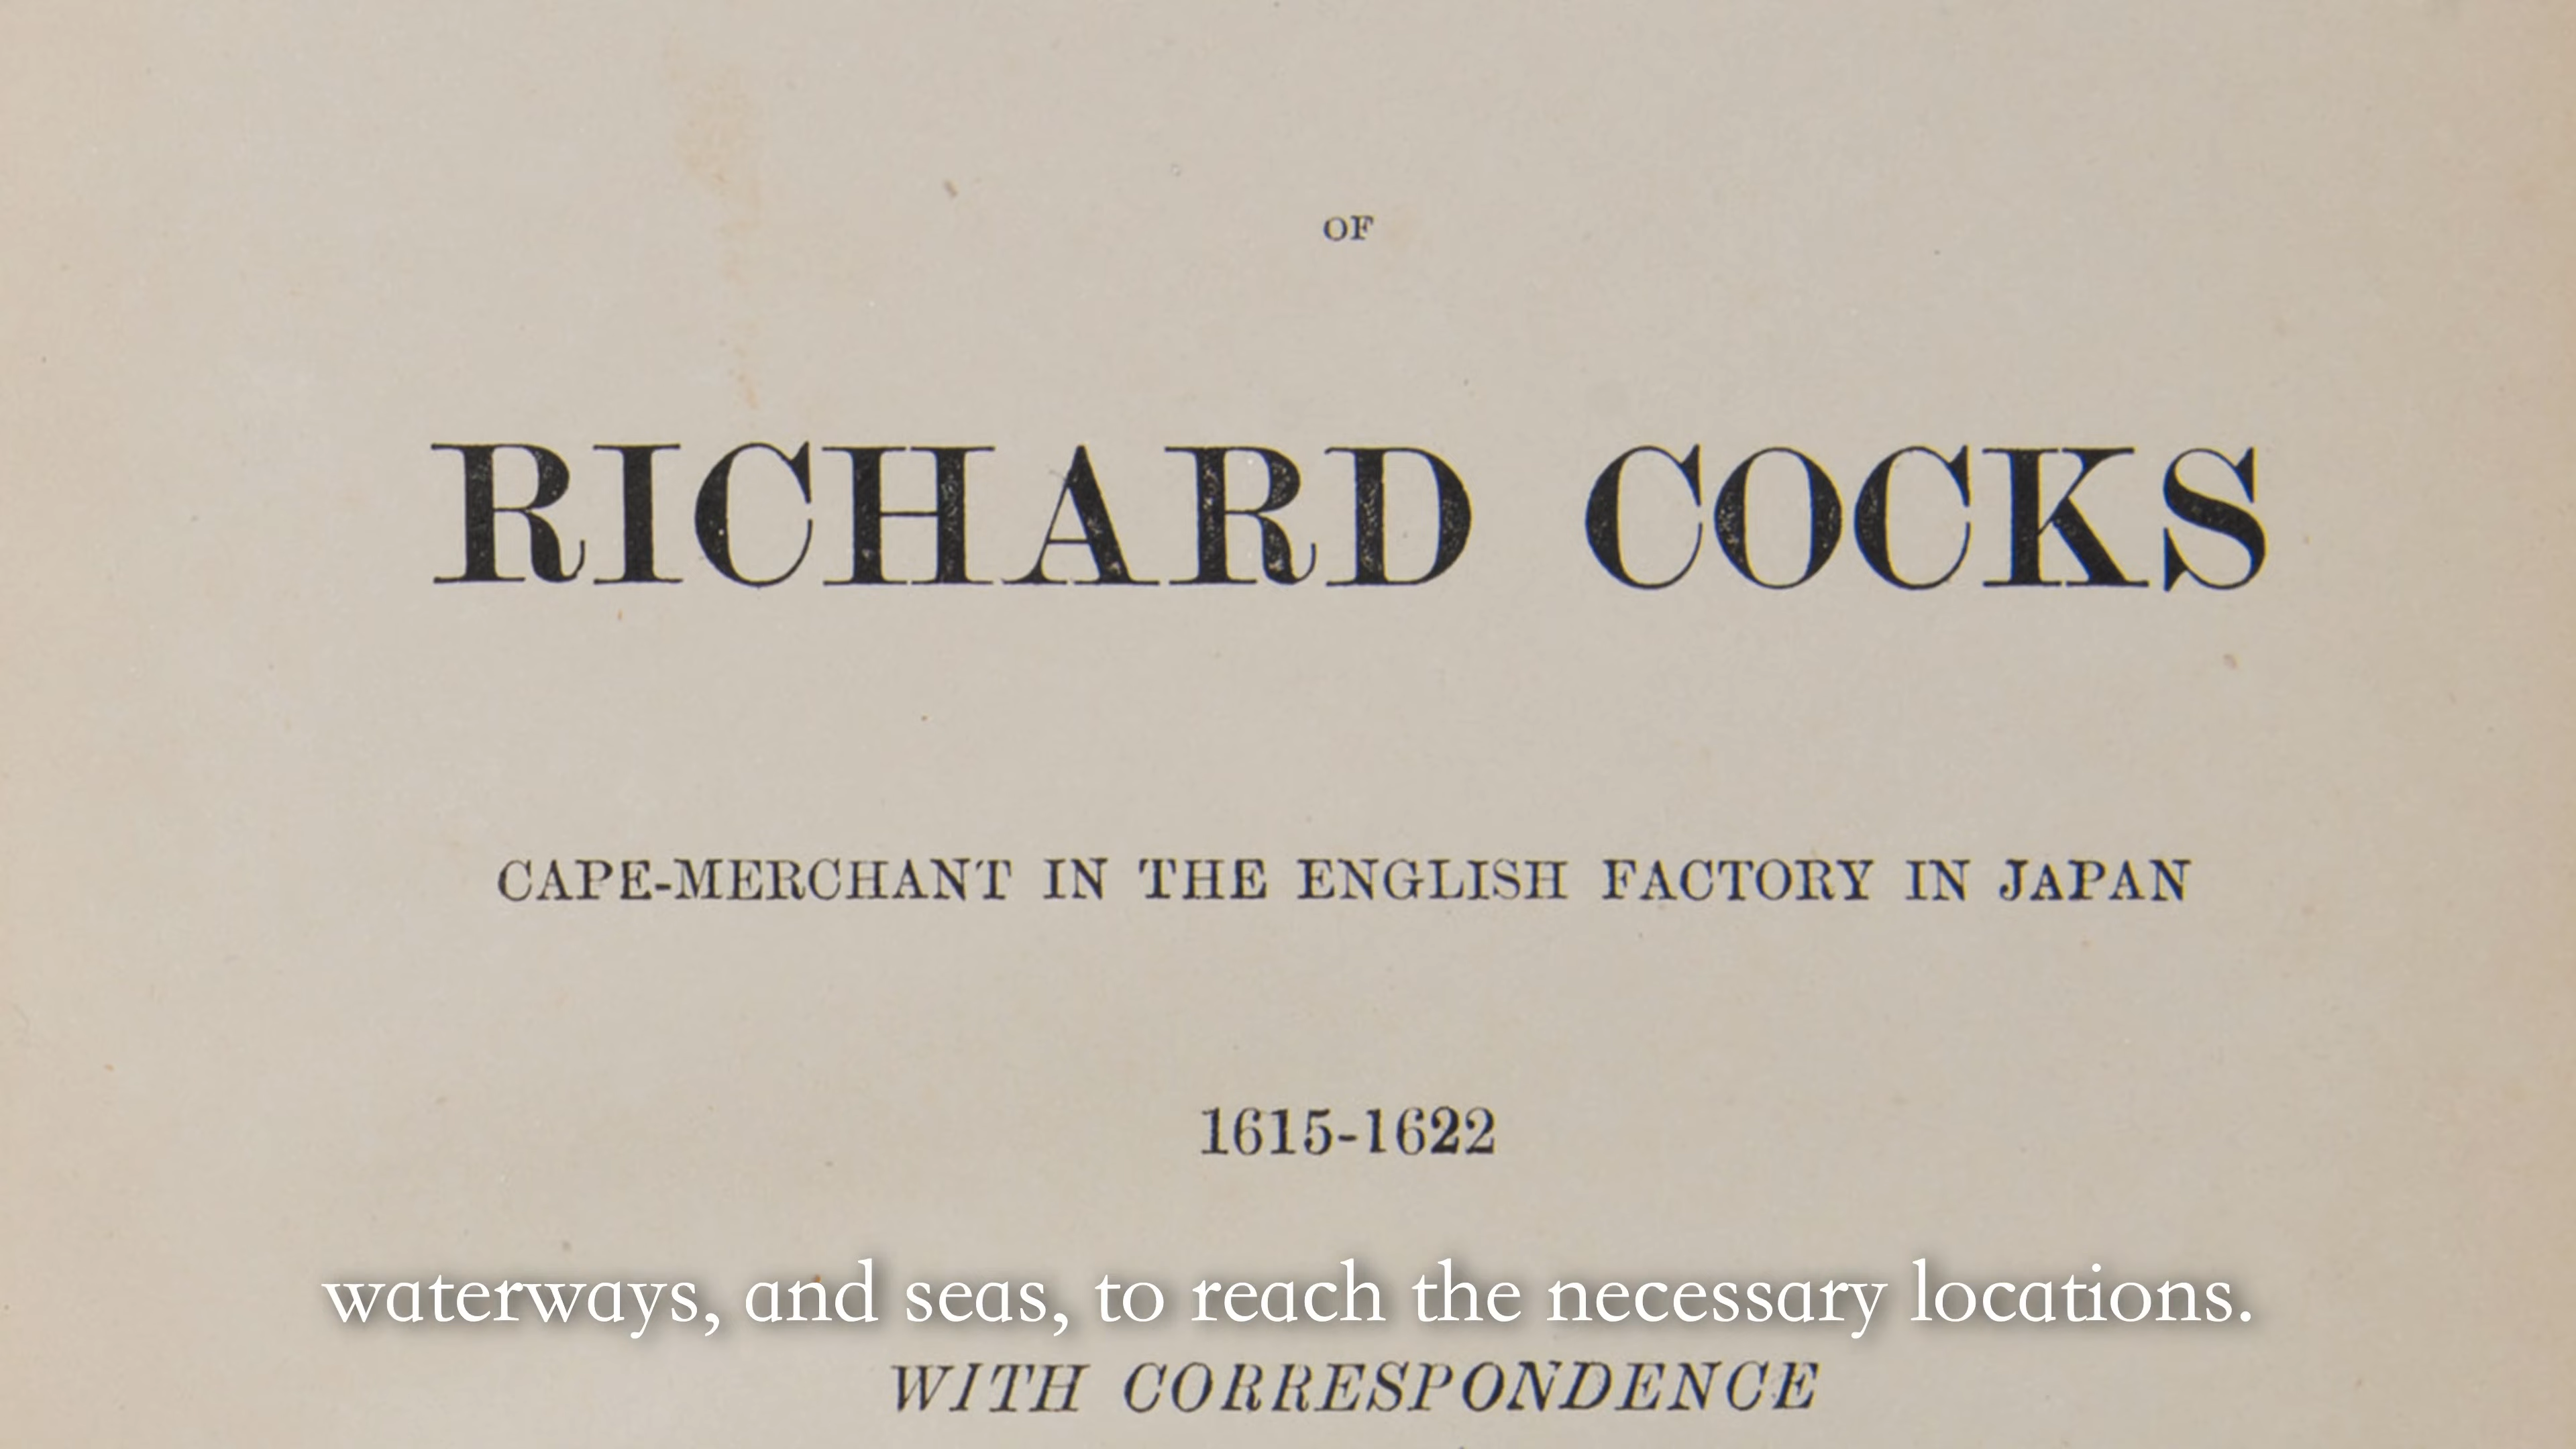 OF
RICHARD COCKS
CAPE-MERCHANT IN THE ENGLISH FACTORY IN JAPAN
1615-1622
waterways, and seas, to reach the necessary locations.
WITH CORRESPONDENCE